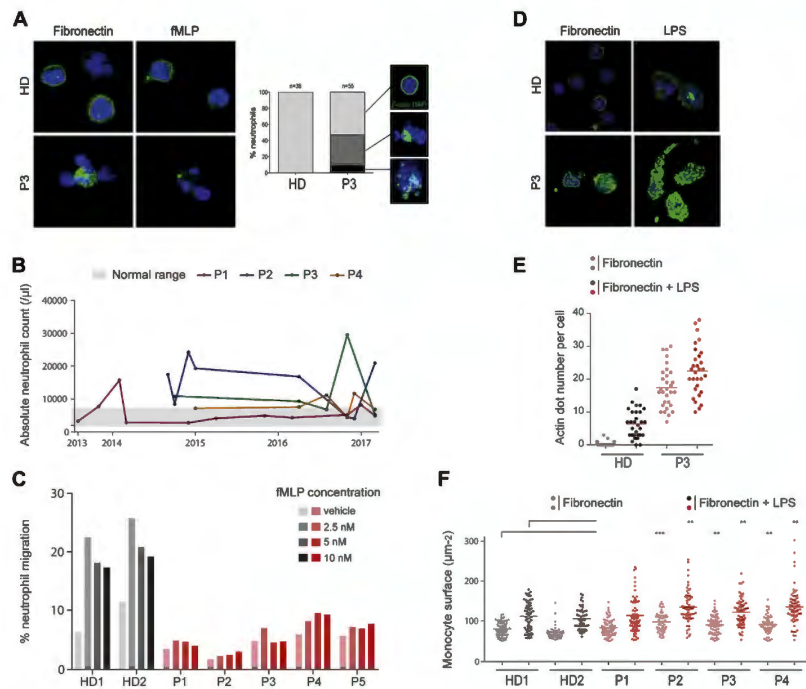 A
Fibronectin
fMLP
HD
P3
% neutrophils
100
80
60
40
20
0
n=39
n=55
HD
P3
B
Normal range
P1
P2
P3
P4
Absolute neutrophil count (/µl)
40000
30000
20000
10000
0
2013
2014
2015
2016
2017
C
fMLP concentration
vehicle
2.5 nM
5 nM
10 nM
% neutrophil migration
30
20
10
0
HD1
HD2
P1
P2
P3
P4
P5
D
Fibronectin
LPS
HD
P3
E
Fibronectin
Fibronectin + LPS
Actin dot number per cell
40
30
20
10
0
HD
P3
F
Fibronectin
Fibronectin + LPS
Monocyte surface (µm-2)
300
200
100
0
***
**
**
**
**
**
HD1
HD2
P1
P2
P3
P4